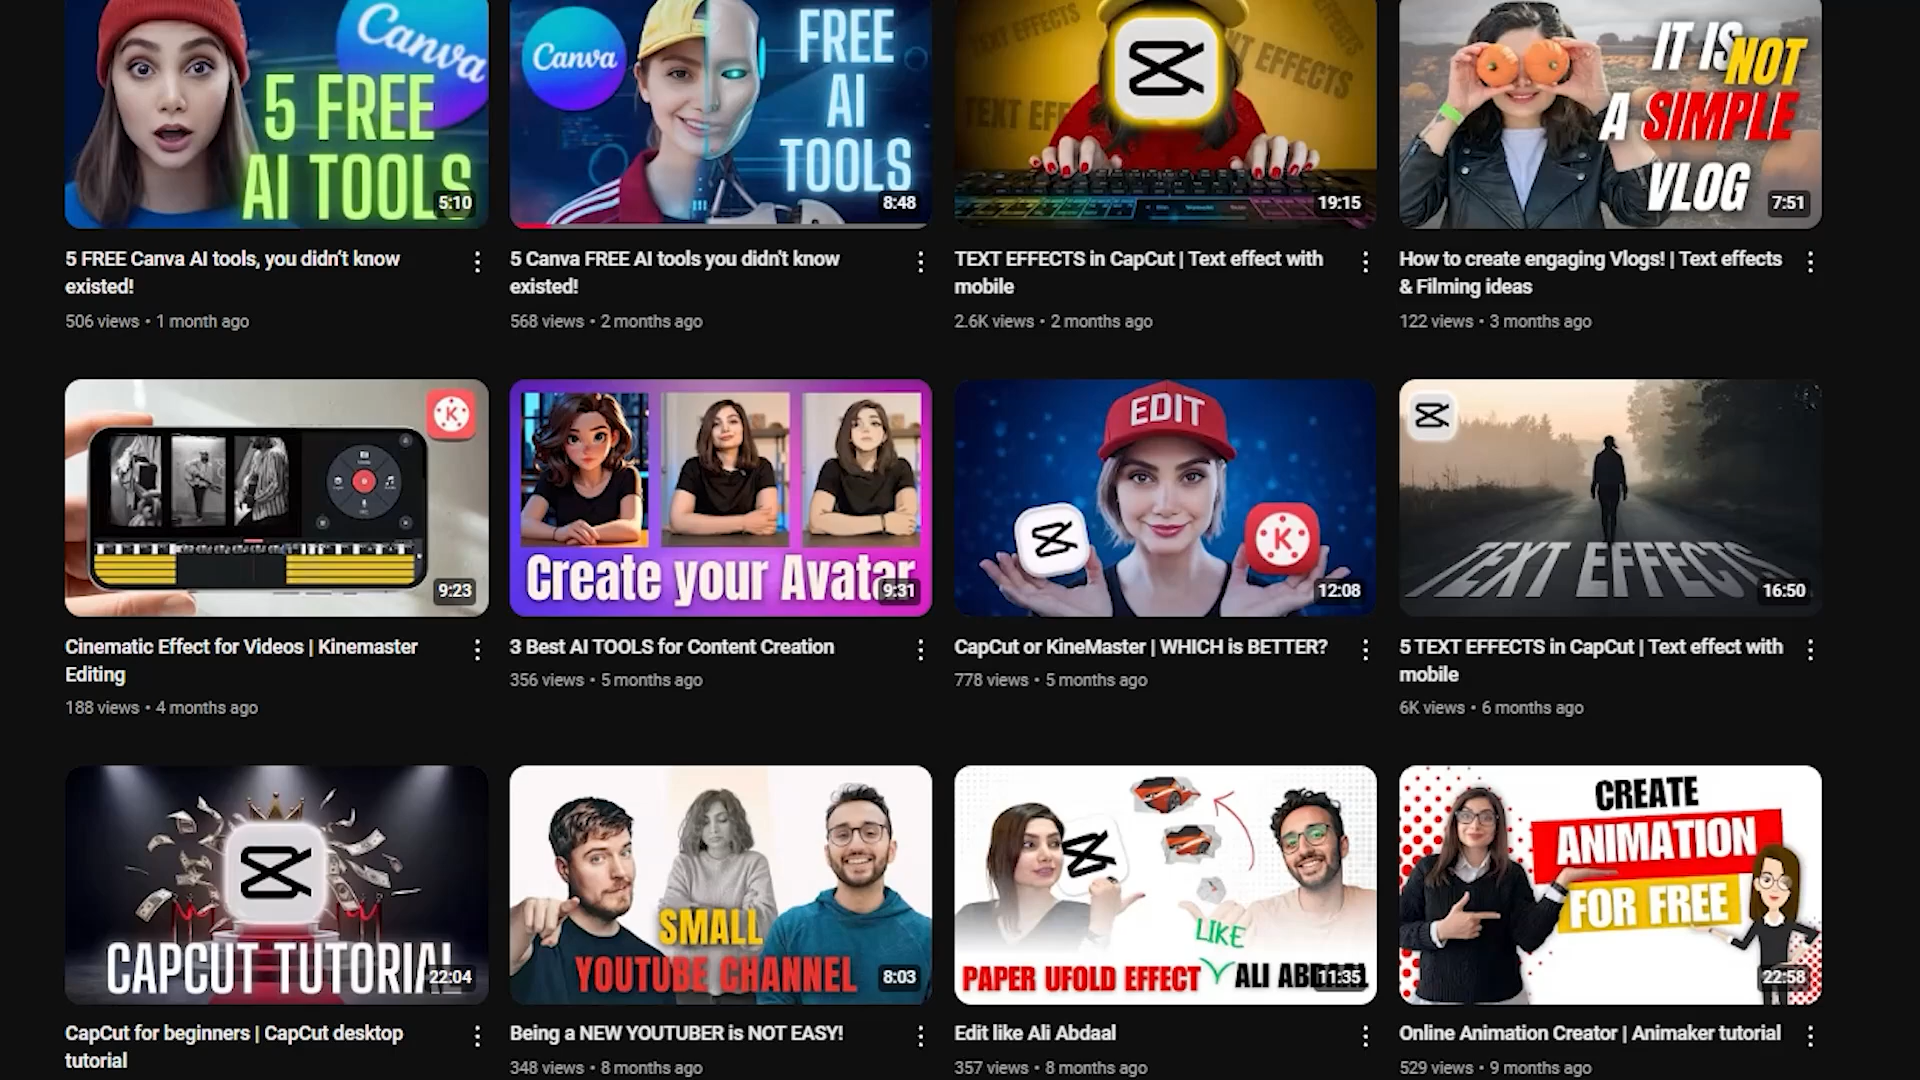 Canva
5 FREE
AI TOOLS
5:10
Canva
FREE
AI
TOOLS
8:48
TEXT EFFECTS
TEXT EFFECTS
19:15
IT IS NOT
A SIMPLE
VLOG
7:51
5 FREE Canva AI tools, you didn't know
existed!
506 views • 1 month ago
5 Canva FREE AI tools you didn't know
existed!
568 views • 2 months ago
TEXT EFFECTS in CapCut | Text effect with
mobile
2.6K views • 2 months ago
How to create engaging Vlogs! | Text effects
& Filming ideas
122 views • 3 months ago
K
9:23
Create your Avatar
9:31
EDIT
K
12:08
TEXT EFFECTS
16:50
Cinematic Effect for Videos | Kinemaster
Editing
188 views • 4 months ago
3 Best AI TOOLS for Content Creation
356 views • 5 months ago
CapCut or KineMaster | WHICH is BETTER?
778 views • 5 months ago
5 TEXT EFFECTS in CapCut | Text effect with
mobile
6K views • 6 months ago
CAPCUT TUTORIAL
22:04
SMALL
YOUTUBE CHANNEL
8:03
LIKE
PAPER UFOLD EFFECT ALI ABDAAL
11:35
CREATE
ANIMATION
FOR FREE
22:58
CapCut for beginners | CapCut desktop
tutorial
Being a NEW YOUTUBER is NOT EASY!
348 views • 8 months ago
Edit like Ali Abdaal
357 views • 8 months ago
Online Animation Creator | Animaker tutorial
529 views • 9 months ago